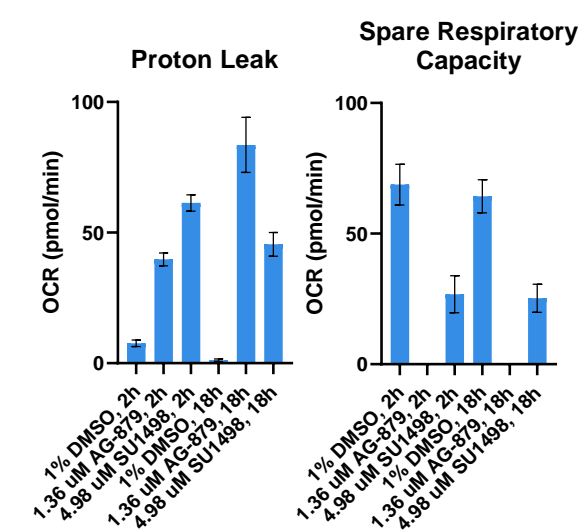 Proton Leak
OCR (pmol/min)
100
50
0
1% DMSO, 2h
1.36 uM AG-879, 2h
4.98 uM SU1498, 2h
1% DMSO, 18h
1.36 uM AG-879, 18h
4.98 uM SU1498, 18h
Spare Respiratory
Capacity
OCR (pmol/min)
100
50
0
1% DMSO, 2h
1.36 uM AG-879, 2h
4.98 uM SU1498, 2h
1% DMSO, 18h
1.36 uM AG-879, 18h
4.98 uM SU1498, 18h